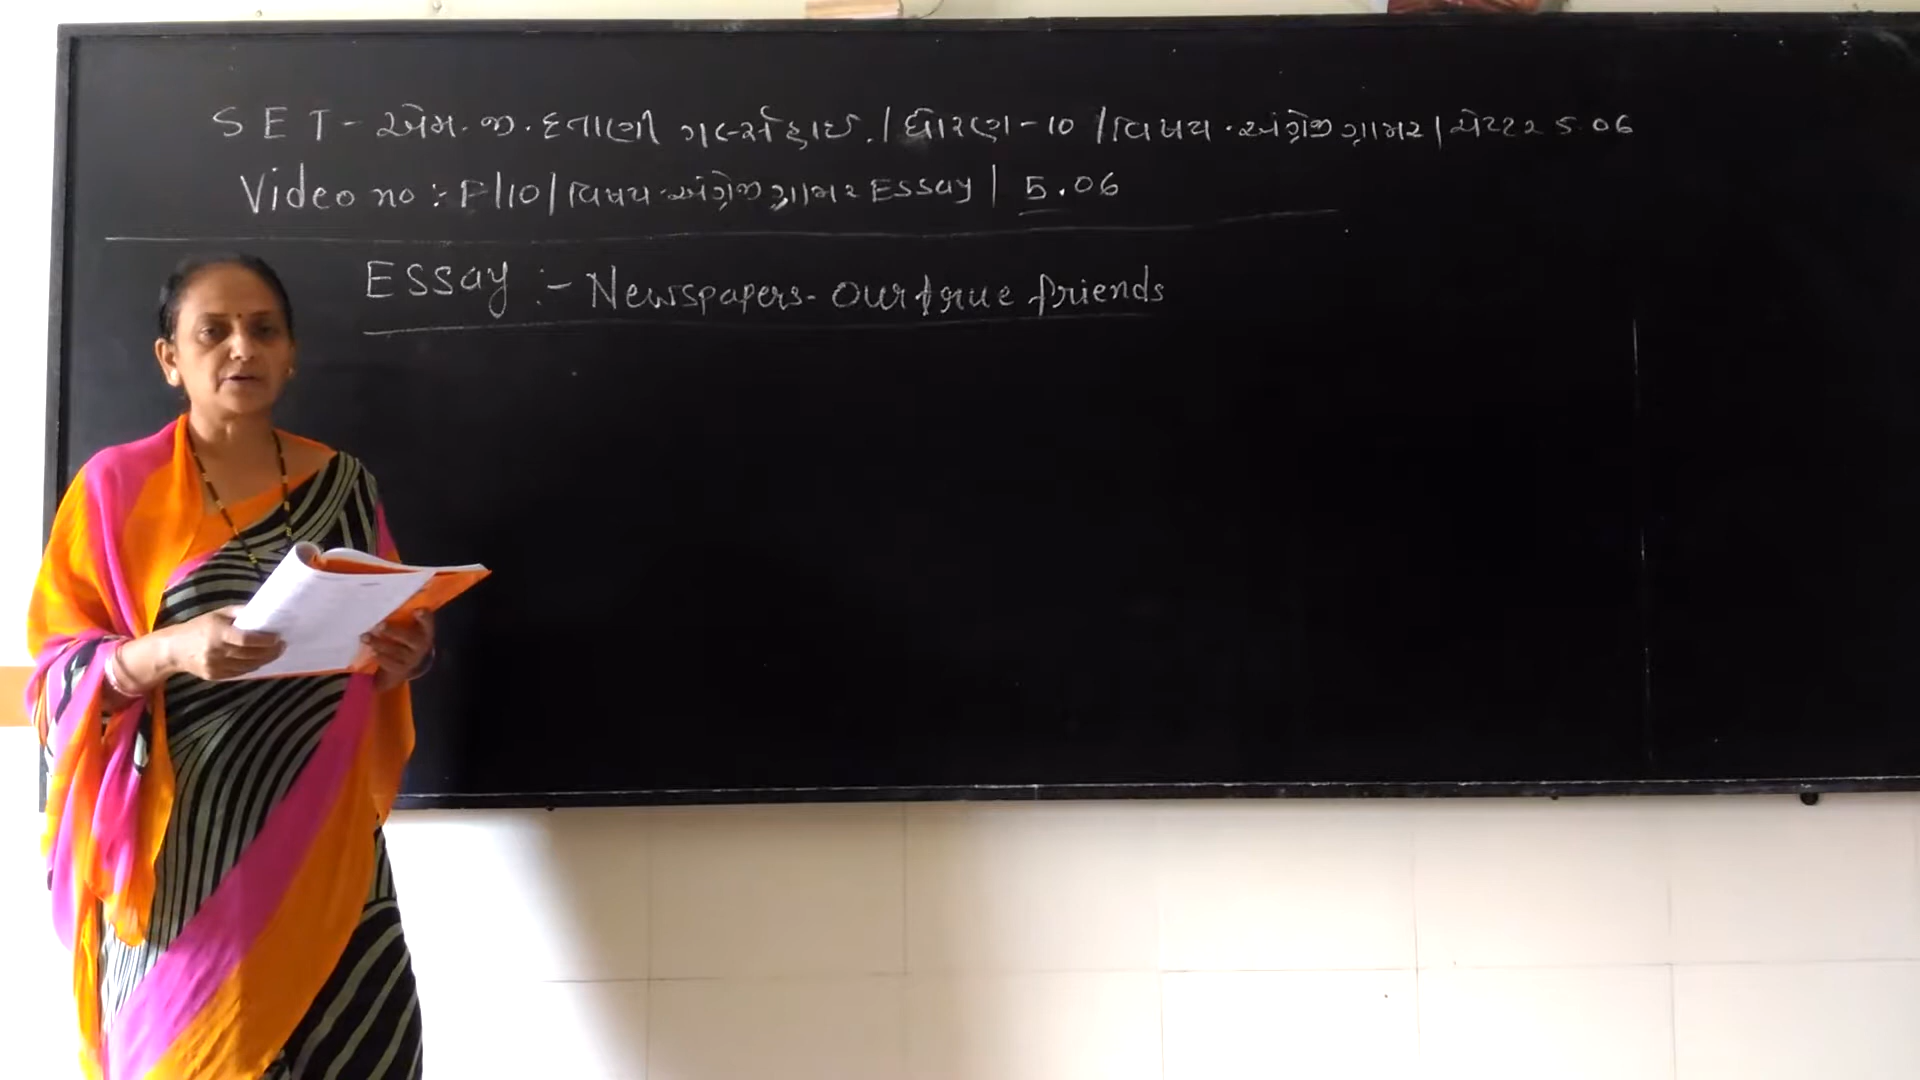 SET - એમ. જી. દત્તાણી ગર્લ્સ હાઈ. / ધોરણ - 10 / વિષય. અંગ્રેજી ગ્રામર / ચેપ્ટર 5.06
Video no :- F/10/ વિષય-અંગ્રેજી ગ્રામર Essay / 5.06
Essay :- Newspapers - Our true friends